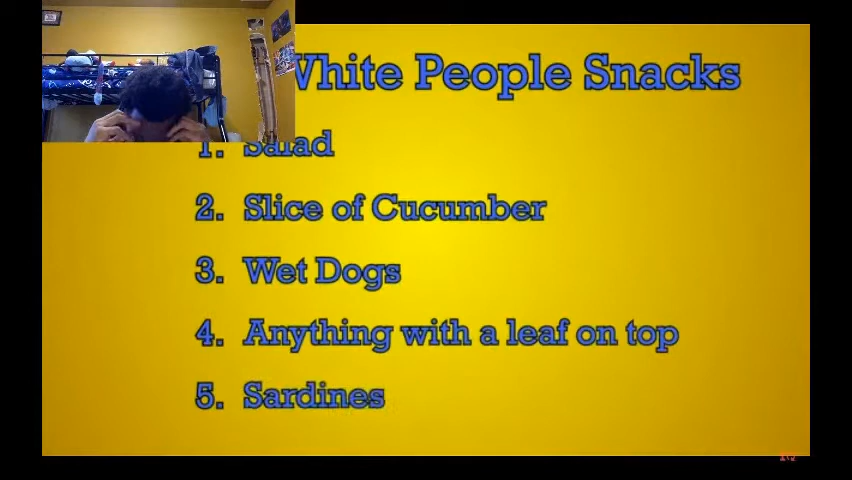 White People Snacks
1. Salad
2. Slice of Cucumber
3. Wet Dogs
4. Anything with a leaf on top
5. Sardines